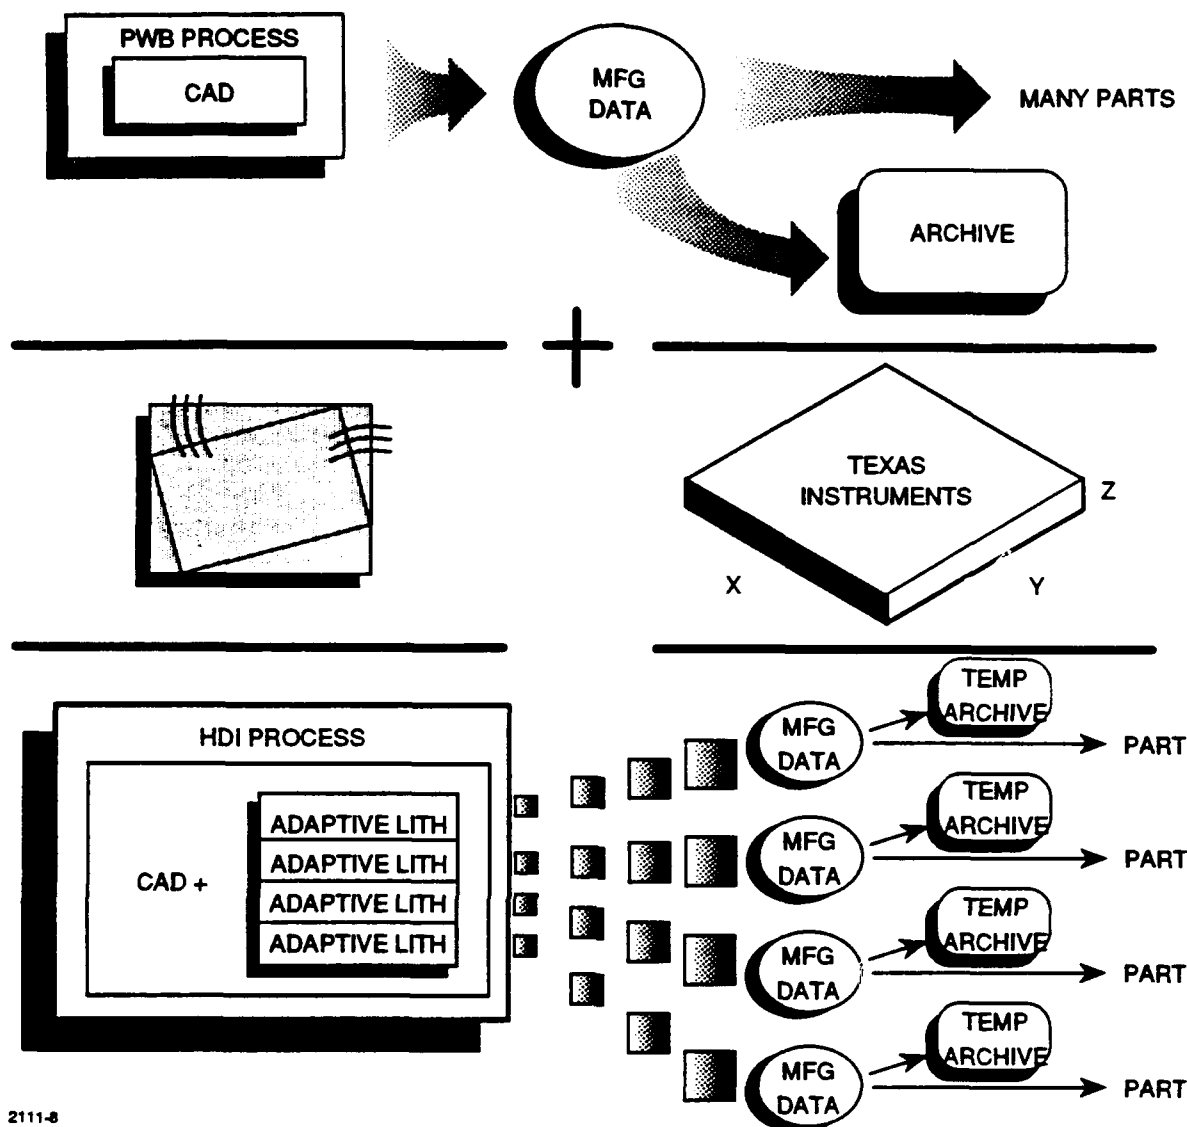 PWB PROCESS
CAD
MFG
DATA
MANY PARTS
ARCHIVE
TEXAS
INSTRUMENTS
X
Y
Z
HDI PROCESS
CAD +
ADAPTIVE LITH
ADAPTIVE LITH
ADAPTIVE LITH
ADAPTIVE LITH
MFG
DATA
TEMP
ARCHIVE
PART
MFG
DATA
TEMP
ARCHIVE
PART
MFG
DATA
TEMP
ARCHIVE
PART
MFG
DATA
TEMP
ARCHIVE
PART
2111-8